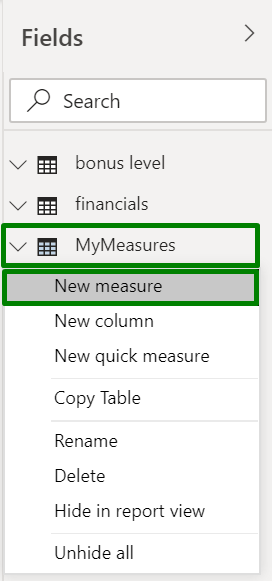 Fields
Search
bonus level
financials
MyMeasures
New measure
New column
New quick measure
Copy Table
Rename
Delete
Hide in report view
Unhide all